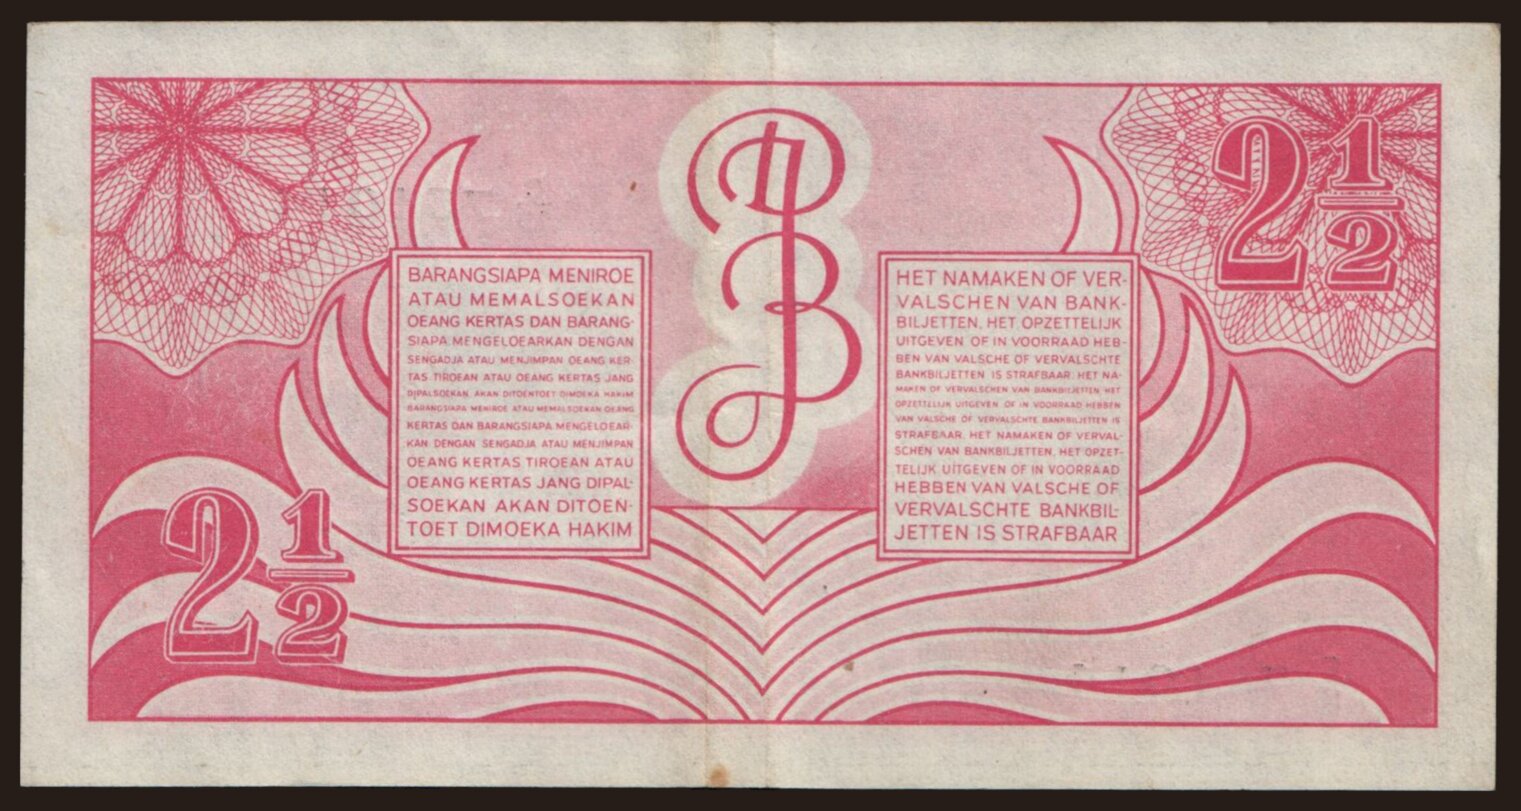 2 1/2
JB
BARANGSIAPA MENIROE
ATAU MEMALSOEKAN
OEANG KERTAS DAN BARANG-
SIAPA MENGELOEARKAN DENGAN
SENGADJA ATAU MENJIMPAN OEANG KER-
TAS TIROEAN ATAU OEANG KERTAS JANG
DIPALSOEKAN AKAN DITOENTOET DIMOEKA HAKIM
BARANGSIAPA MENIROE ATAU MEMALSOEKAN OEANG
KERTAS DAN BARANGSIAPA MENGELOEAR-
KAN DENGAN SENGADJA ATAU MENJIMPAN
OEANG KERTAS TIROEAN ATAU
OEANG KERTAS JANG DIPAL-
SOEKAN AKAN DITOEN-
TOET DIMOEKA HAKIM
HET NAMAKEN OF VER-
VALSCHEN VAN BANK-
BILJETTEN, HET OPZETTELIJK
UITGEVEN OF IN VOORRAAD HEB-
BEN VAN VALSCHE OF VERVALSCHTE
BANKBILJETTEN IS STRAFBAAR. HET NA-
MAKEN OF VERVALSCHEN VAN BANKBILJETTEN HET
OPZETTELIJK UITGEVEN OF IN VOORRAAD HEBBEN
VAN VALSCHE OF VERVALSCHTE BANKBILJETTEN IS
STRAFBAAR. HET NAMAKEN OF VERVAL-
SCHEN VAN BANKBILJETTEN, HET OPZET-
TELIJK UITGEVEN OF IN VOORRAAD
HEBBEN VAN VALSCHE OF
VERVALSCHTE BANKBIL-
JETTEN IS STRAFBAAR
2 1/2